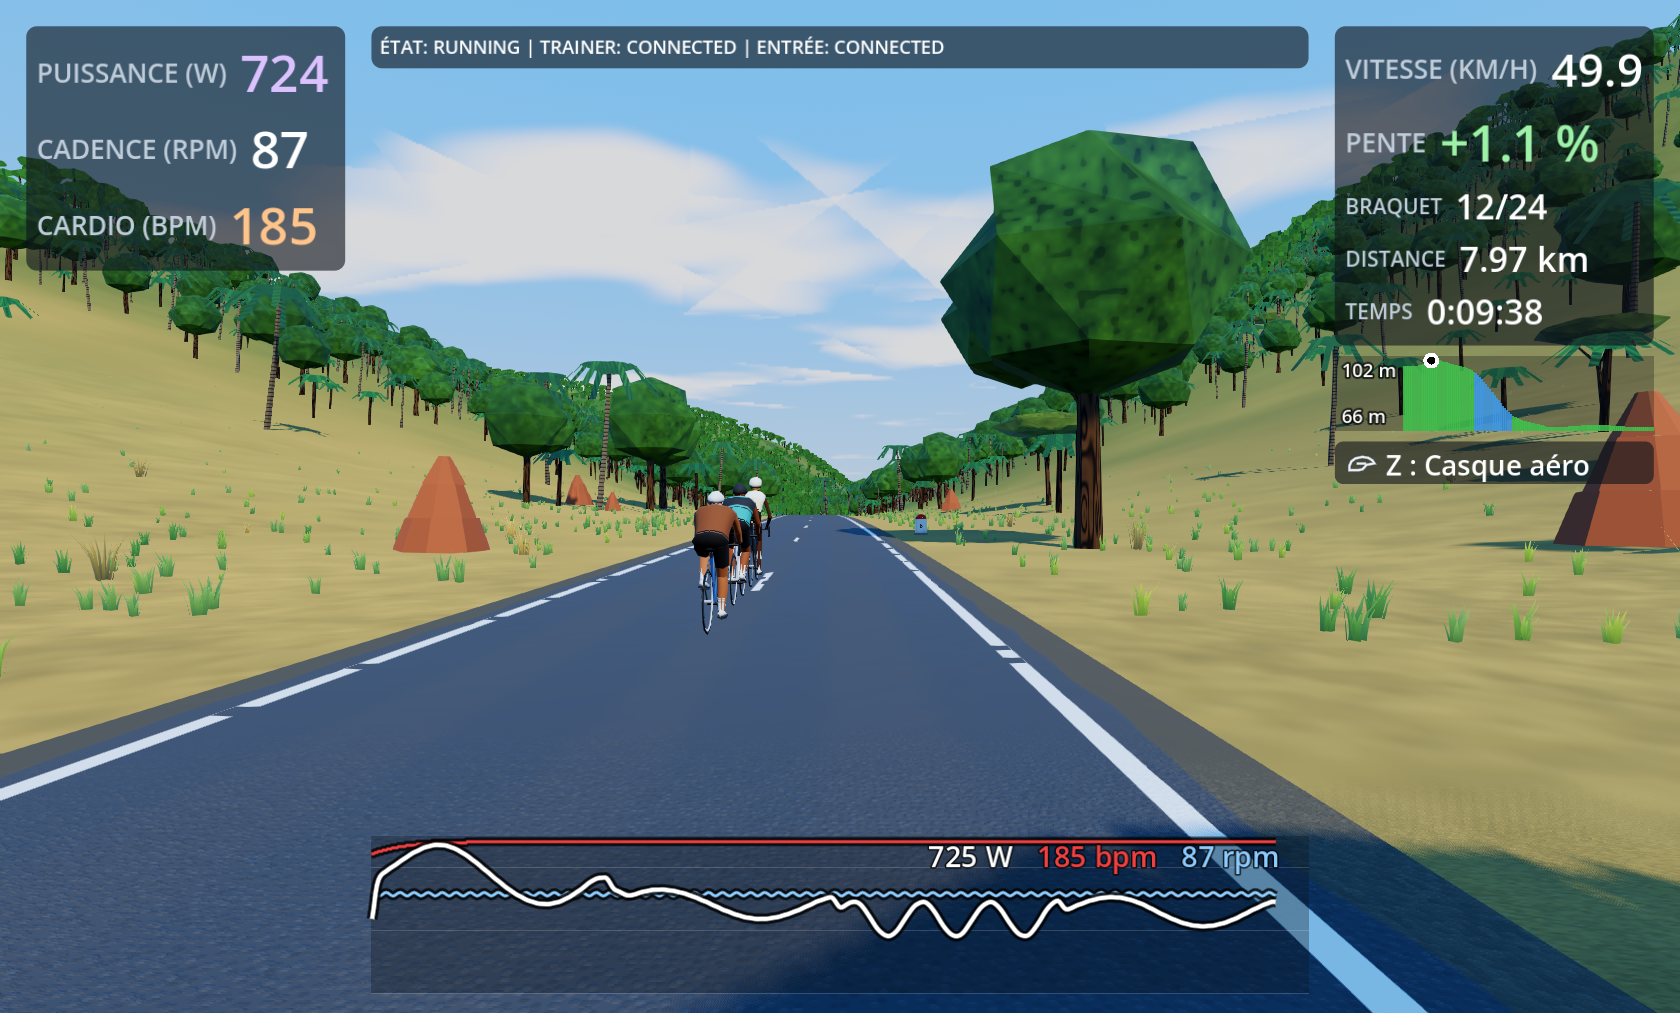 PUISSANCE (W) 724
CADENCE (RPM) 87
CARDIO (BPM) 185
ÉTAT: RUNNING | TRAINER: CONNECTED | ENTRÉE: CONNECTED
VITESSE (KM/H) 49.9
PENTE +1.1 %
BRAQUET 12/24
DISTANCE 7.97 km
TEMPS 0:09:38
102 m
66 m
Z : Casque aéro
725 W 185 bpm 87 rpm